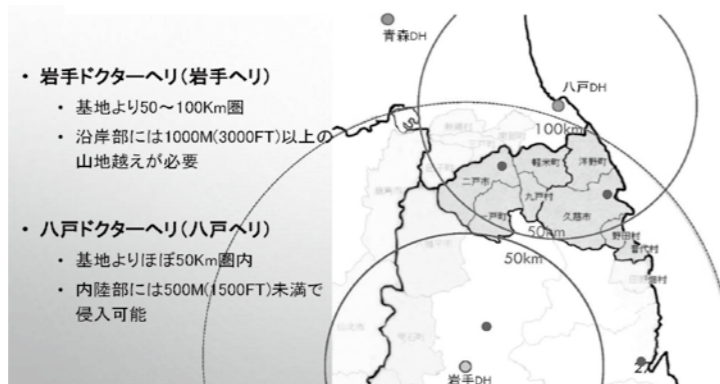 ・ 岩手ドクターヘリ(岩手ヘリ)
・ 基地より50～100Km圏
・ 沿岸部には1000M(3000FT)以上の
山地越えが必要
・ 八戸ドクターヘリ(八戸ヘリ)
・ 基地よりほぼ50Km圏内
・ 内陸部には500M(1500FT)未満で
侵入可能
青森DH
八戸DH
100km
軽米町
洋野町
二戸市
九戸村
一戸町
久慈市
50km
野田村
普代村
50km
岩手DH